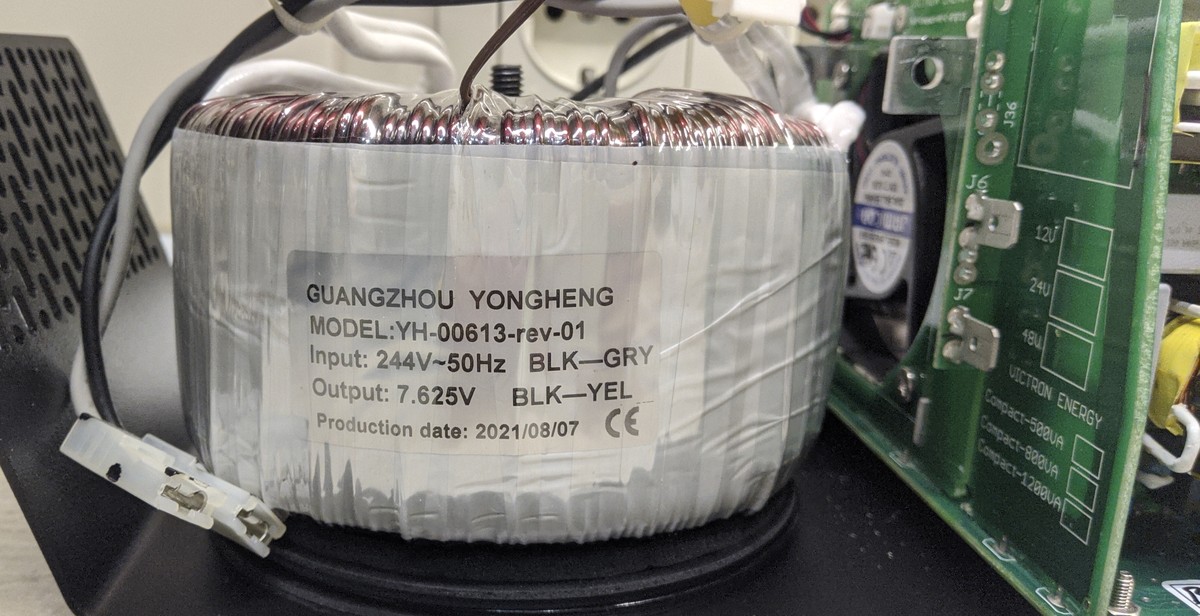 GUANGZHOU YONGHENG
MODEL:YH-00613-rev-01
Input: 244V~50Hz BLK—GRY
Output: 7.625V BLK—YEL
Production date: 2021/08/07 CE
J36
J6
J7
12V
24V
48V
VICTRON ENERGY
Compact-500VA
Compact-800VA
Compact-1200VA